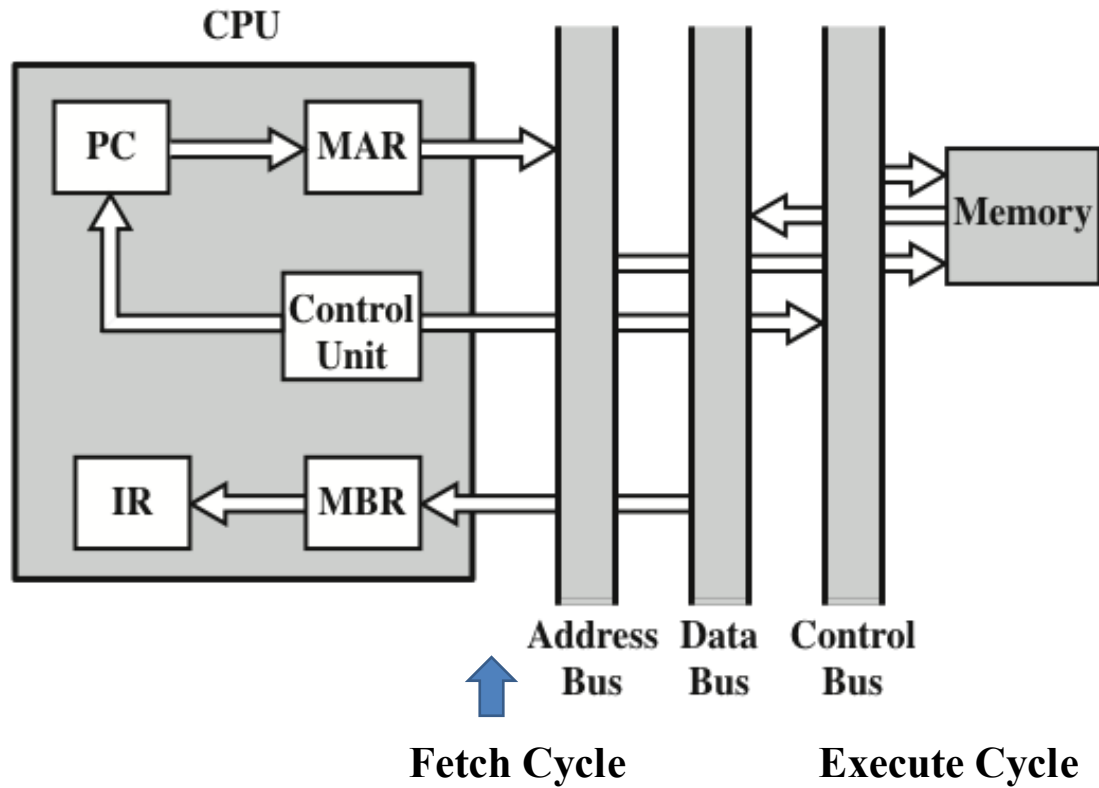 CPU
PC
MAR
Memory
Control
Unit
IR
MBR
Address
Bus
Data
Bus
Control
Bus
Fetch Cycle
Execute Cycle